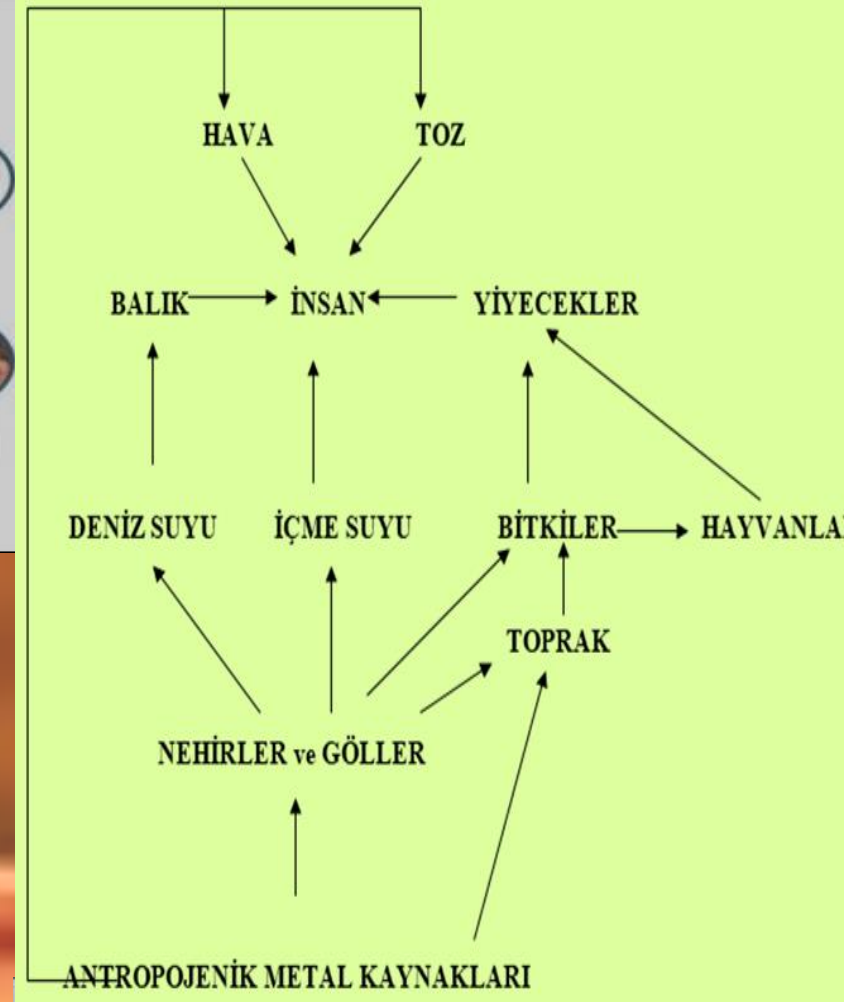 HAVA TOZ
BALIK İNSAN YİYECEKLER
DENİZ SUYU İÇME SUYU BİTKİLER HAYVANLA
TOPRAK
NEHİRLER ve GÖLLER
ANTROPOJENİK METAL KAYNAKLARI